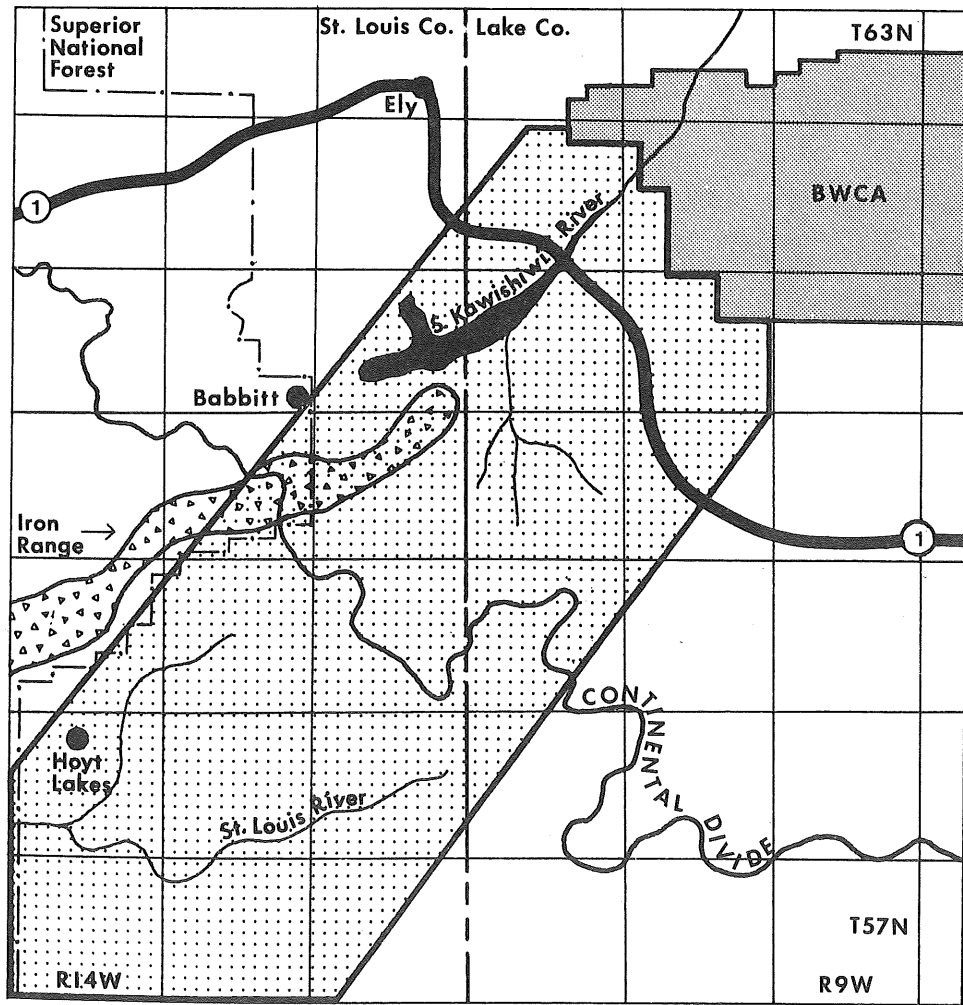 Superior
National
Forest
St. Louis Co.
Lake Co.
T63N
Ely
1
BWCA
S. Kawishiwi River
Babbitt
Iron
Range
1
CONTINENTAL DIVIDE
Hoyt
Lakes
St. Louis River
T57N
R14W
R9W